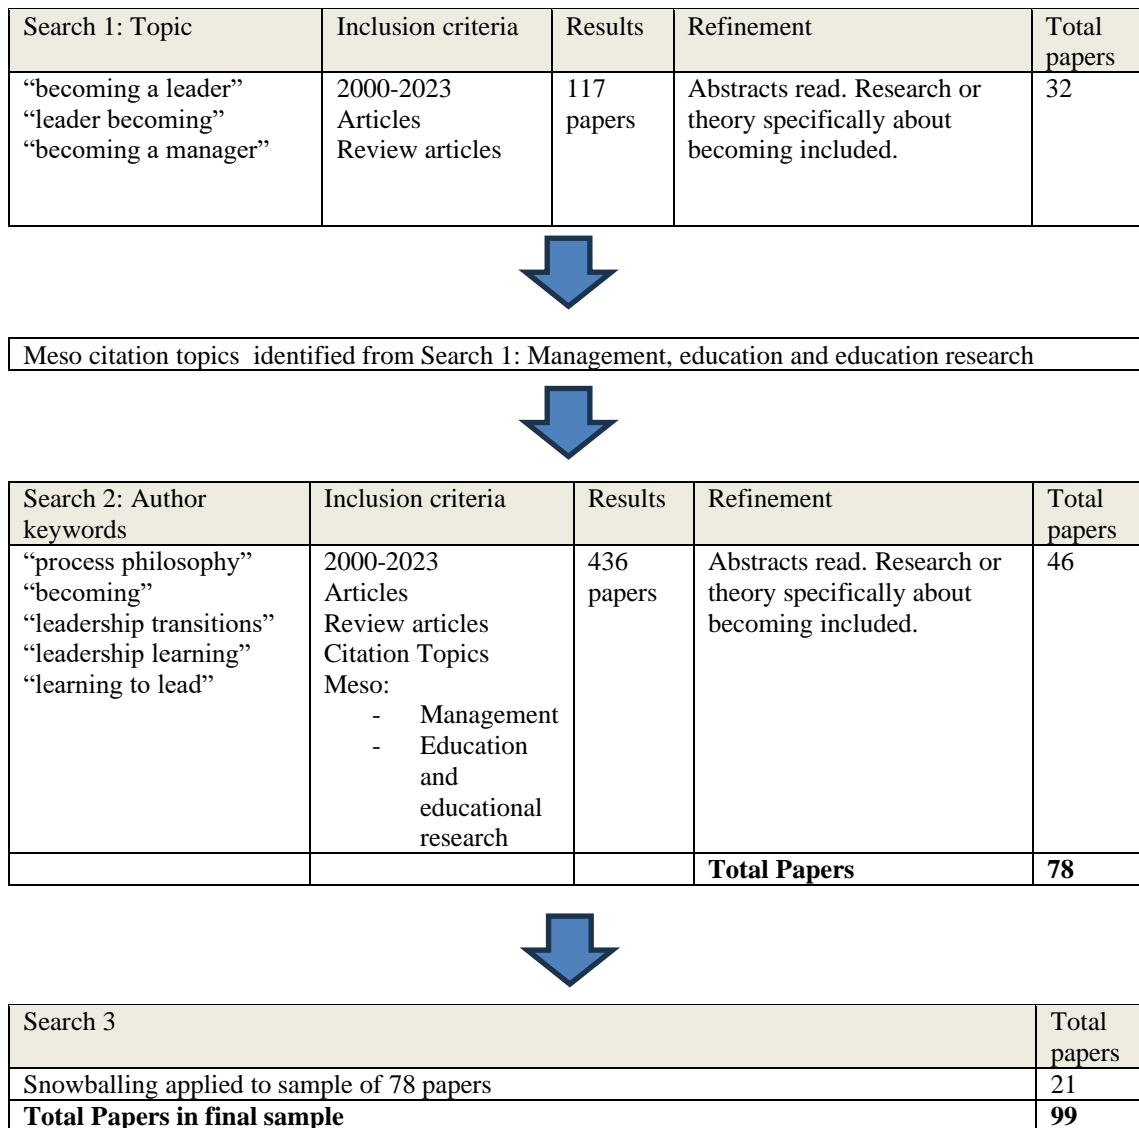 Search 1: Topic Inclusion criteria Results Refinement Total
papers
“becoming a leader” 2000-2023 117 Abstracts read. Research or 32
“leader becoming” Articles papers theory specifically about
“becoming a manager” Review articles becoming included.
Meso citation topics  identified from Search 1: Management, education and education research
Search 2: Author Inclusion criteria Results Refinement Total
keywords papers
“process philosophy” 2000-2023 436 Abstracts read. Research or 46
“becoming” Articles papers theory specifically about
“leadership transitions” Review articles becoming included.
“leadership learning” Citation Topics
“learning to lead” Meso:
- Management
- Education
and
educational
research
Total Papers 78
Search 3 Total
papers
Snowballing applied to sample of 78 papers 21
Total Papers in final sample 99